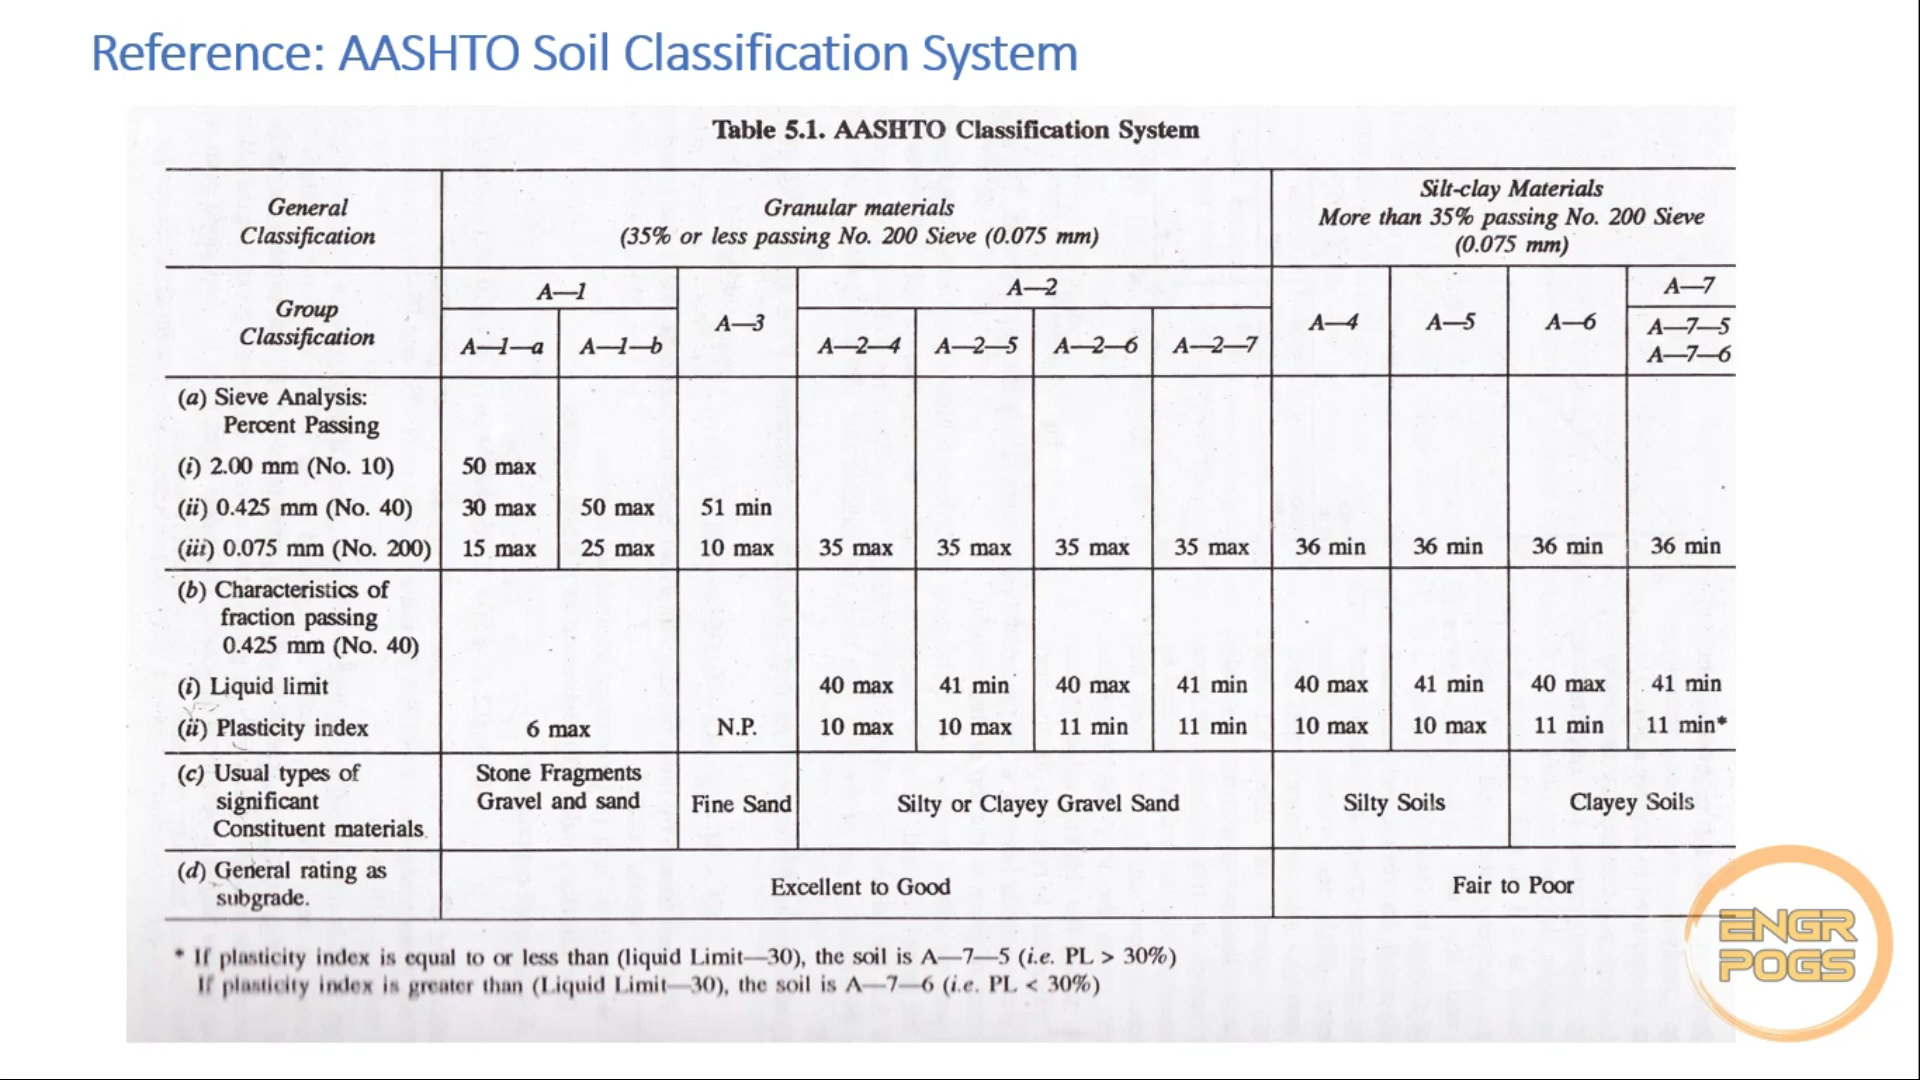 Reference: AASHTO Soil Classification System
Table 5.1. AASHTO Classification System
General Classification
Granular materials
(35% or less passing No. 200 Sieve (0.075 mm)
Silt-clay Materials
More than 35% passing No. 200 Sieve
(0.075 mm)
Group Classification
A—1
A—3
A—2
A—4
A—5
A—6
A—7
A—1—a
A—1—b
A—2—4
A—2—5
A—2—6
A—2—7
A—7—5
A—7—6
(a) Sieve Analysis:
Percent Passing
(i) 2.00 mm (No. 10) 50 max
(ii) 0.425 mm (No. 40) 30 max 50 max 51 min
(iii) 0.075 mm (No. 200) 15 max 25 max 10 max 35 max 35 max 35 max 35 max 36 min 36 min 36 min 36 min
(b) Characteristics of
fraction passing
0.425 mm (No. 40)
(i) Liquid limit 40 max 41 min 40 max 41 min 40 max 41 min 40 max 41 min
(ii) Plasticity index 6 max N.P. 10 max 10 max 11 min 11 min 10 max 10 max 11 min 11 min*
(c) Usual types of
significant
Constituent materials.
Stone Fragments
Gravel and sand
Fine Sand
Silty or Clayey Gravel Sand
Silty Soils
Clayey Soils
(d) General rating as
subgrade.
Excellent to Good
Fair to Poor
* If plasticity index is equal to or less than (liquid Limit—30), the soil is A—7—5 (i.e. PL > 30%)
If plasticity index is greater than (Liquid Limit—30), the soil is A—7—6 (i.e. PL < 30%)
ENGR
POGS